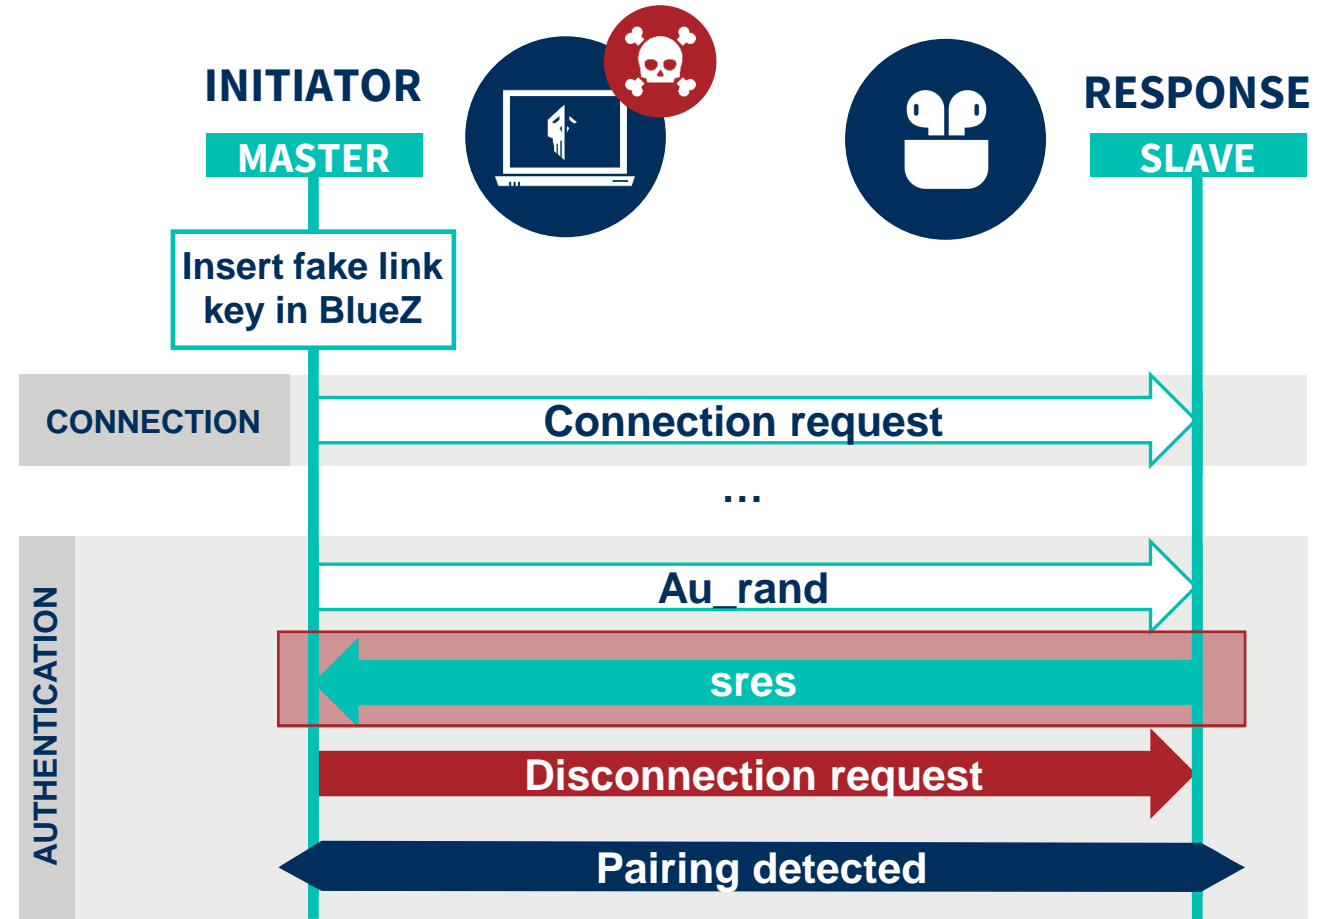 INITIATOR
RESPONSE
MASTER
SLAVE
Insert fake link
key in BlueZ
CONNECTION
Connection request
...
AUTHENTICATION
Au_rand
sres
Disconnection request
Pairing detected